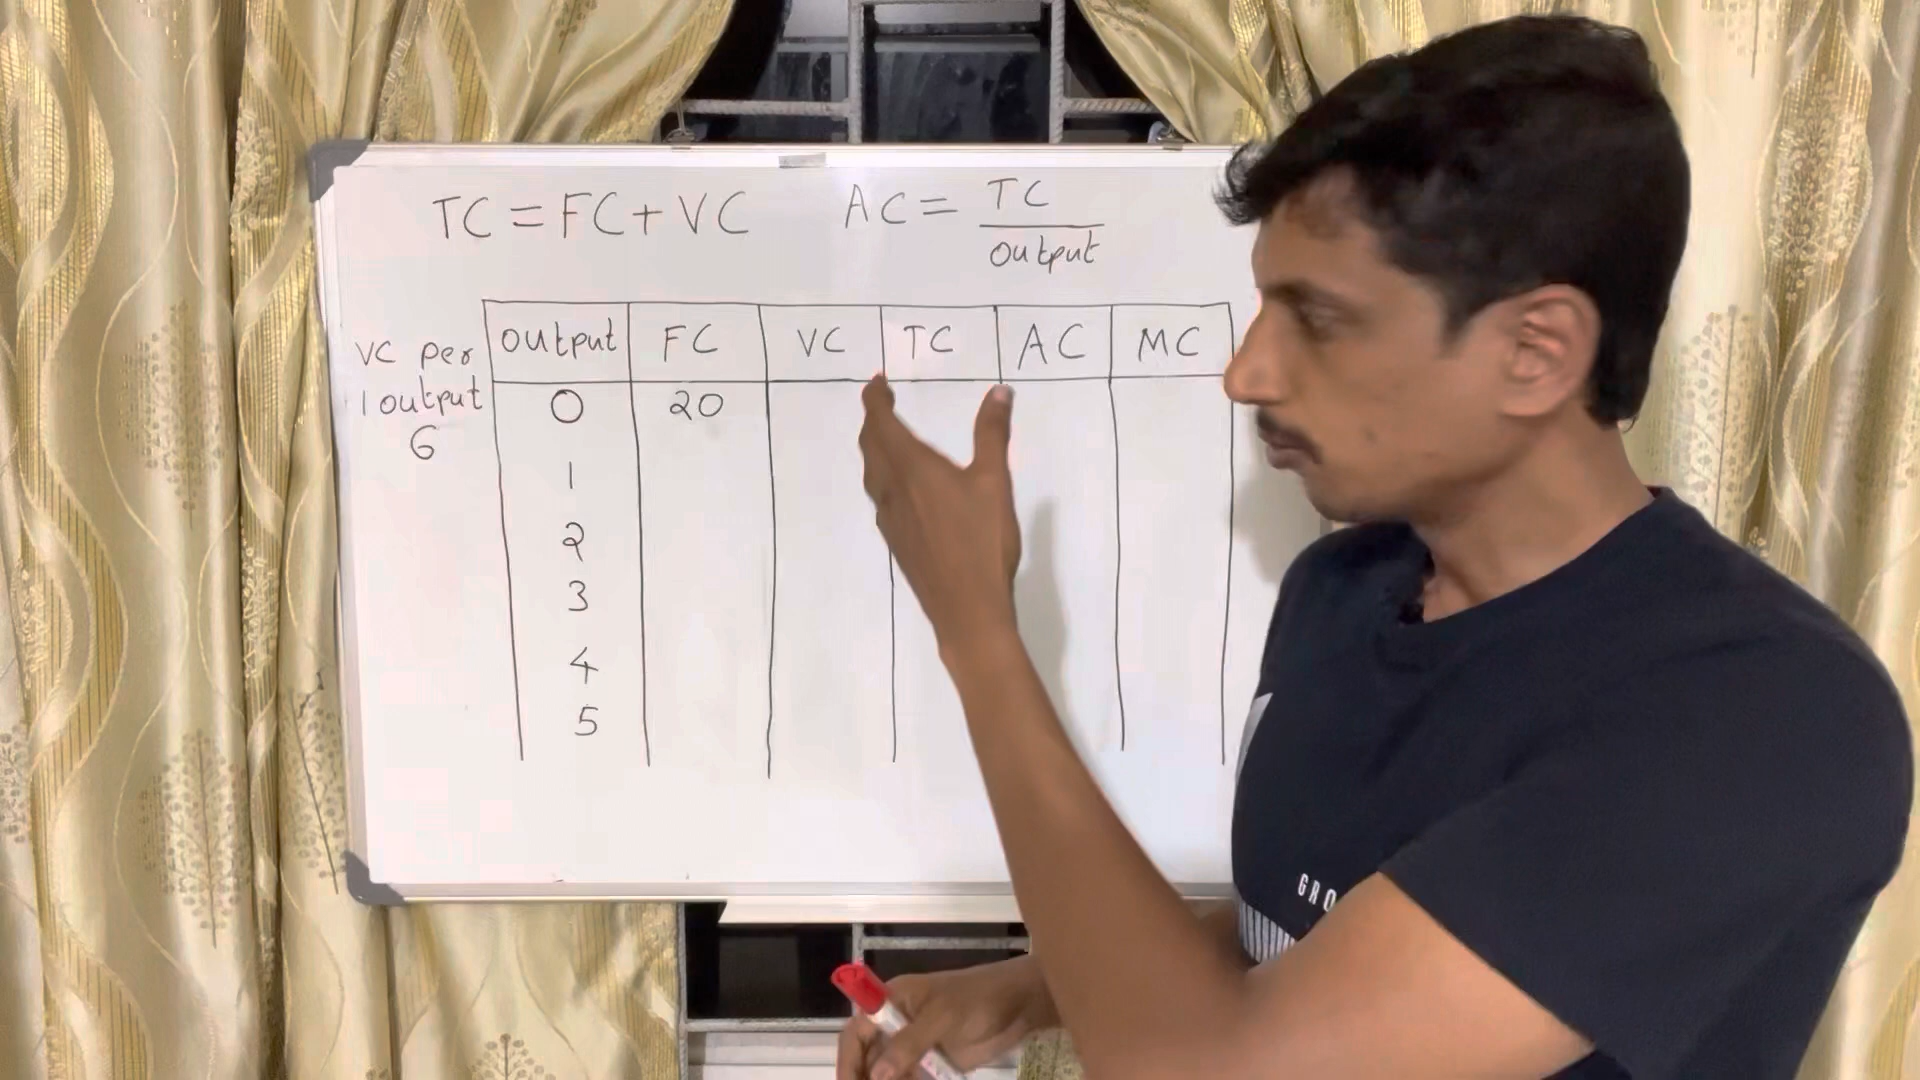 TC = FC + VC
AC = TC / output
VC per
1 output
6
output FC VC TC AC MC
0 20
1
2
3
4
5
GRO